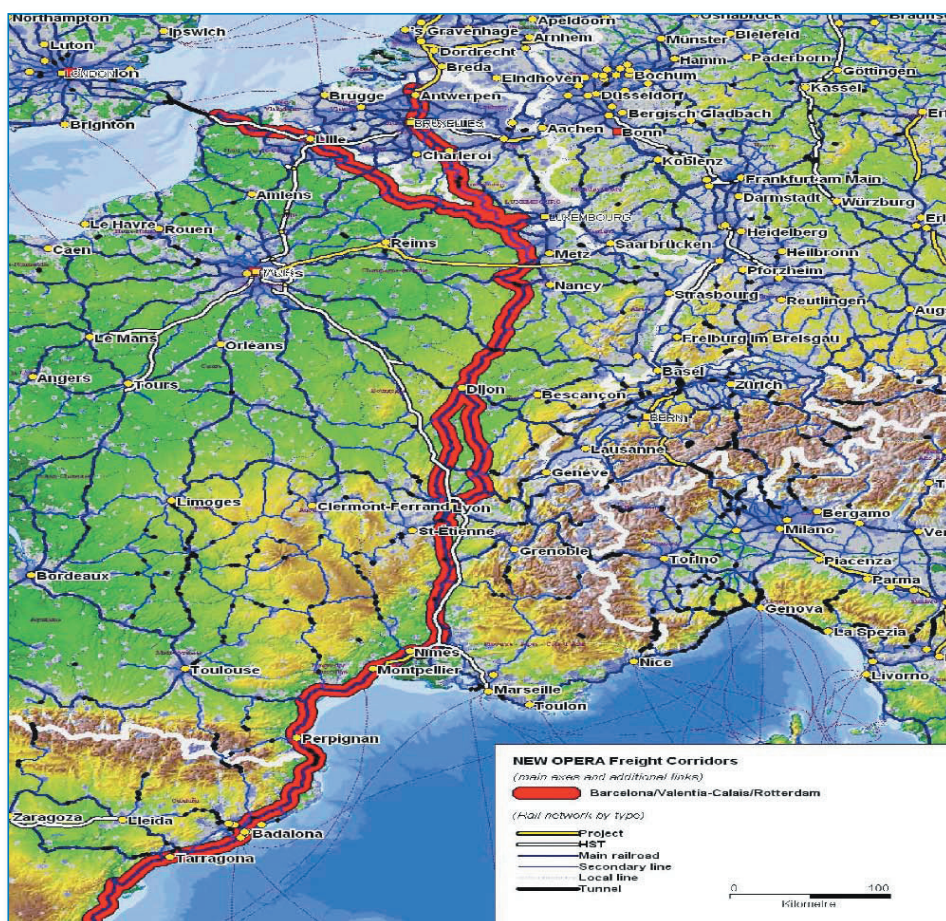 Northampton
Ipswich
Luton
Brighton
's Gravenhage
Apeldoorn
Dordrecht
Arnhem
Breda
Eindhoven
Brugge
Antwerpen
BRUXELLES
Lille
Charleroi
Aachen
Osnabrück
Münster
Bielefeld
Hamm
Paderborn
Bochum
Göttingen
Kassel
Düsseldorf
Bergisch Gladbach
Bonn
Koblenz
Frankfurt am Main
Darmstadt
Würzburg
Heidelberg
Heilbronn
Amiens
Le Havre
Rouen
Caen
Reims
LUXEMBOURG
Saarbrücken
Metz
Nancy
Pforzheim
Strasbourg
Reutlingen
Augs
Le Mans
Orléans
Freiburg im Breisgau
Angers
Tours
Dijon
Bescançon
Basel
Zürich
BERN
Lausanne
Genève
Limoges
Clermont-Ferrand
Lyon
St-Etienne
Grenoble
Bergamo
Milano
Torino
Piacenza
Parma
Bordeaux
Genova
La Spezia
Livorno
Nîmes
Montpellier
Toulouse
Marseille
Toulon
Nice
Perpignan
Zaragoza
Lleida
Badalona
Tarragona
NEW OPERA Freight Corridors
(main axes and additional links)
Barcelona/Valentia-Calais/Rotterdam
(Rail network by type)
Project
HST
Main railroad
Secondary line
Local line
Tunnel
0 100
Kilometre